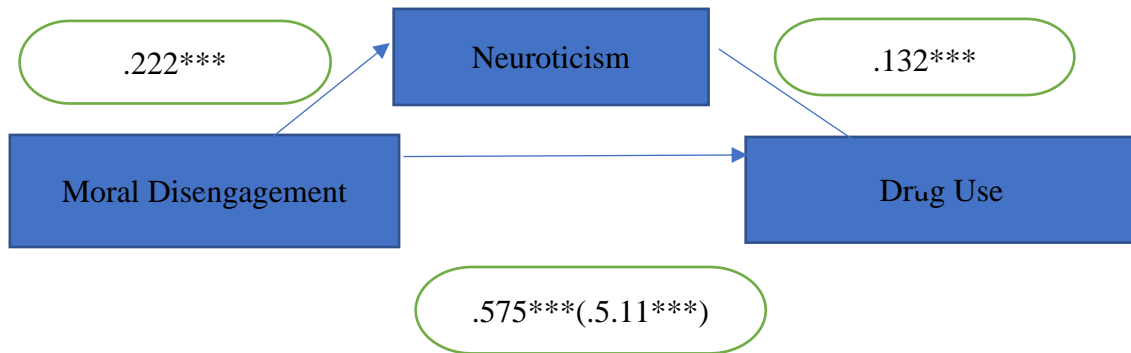 .222***
Neuroticism
.132***
Moral Disengagement
Drug Use
.575***(.5.11***)